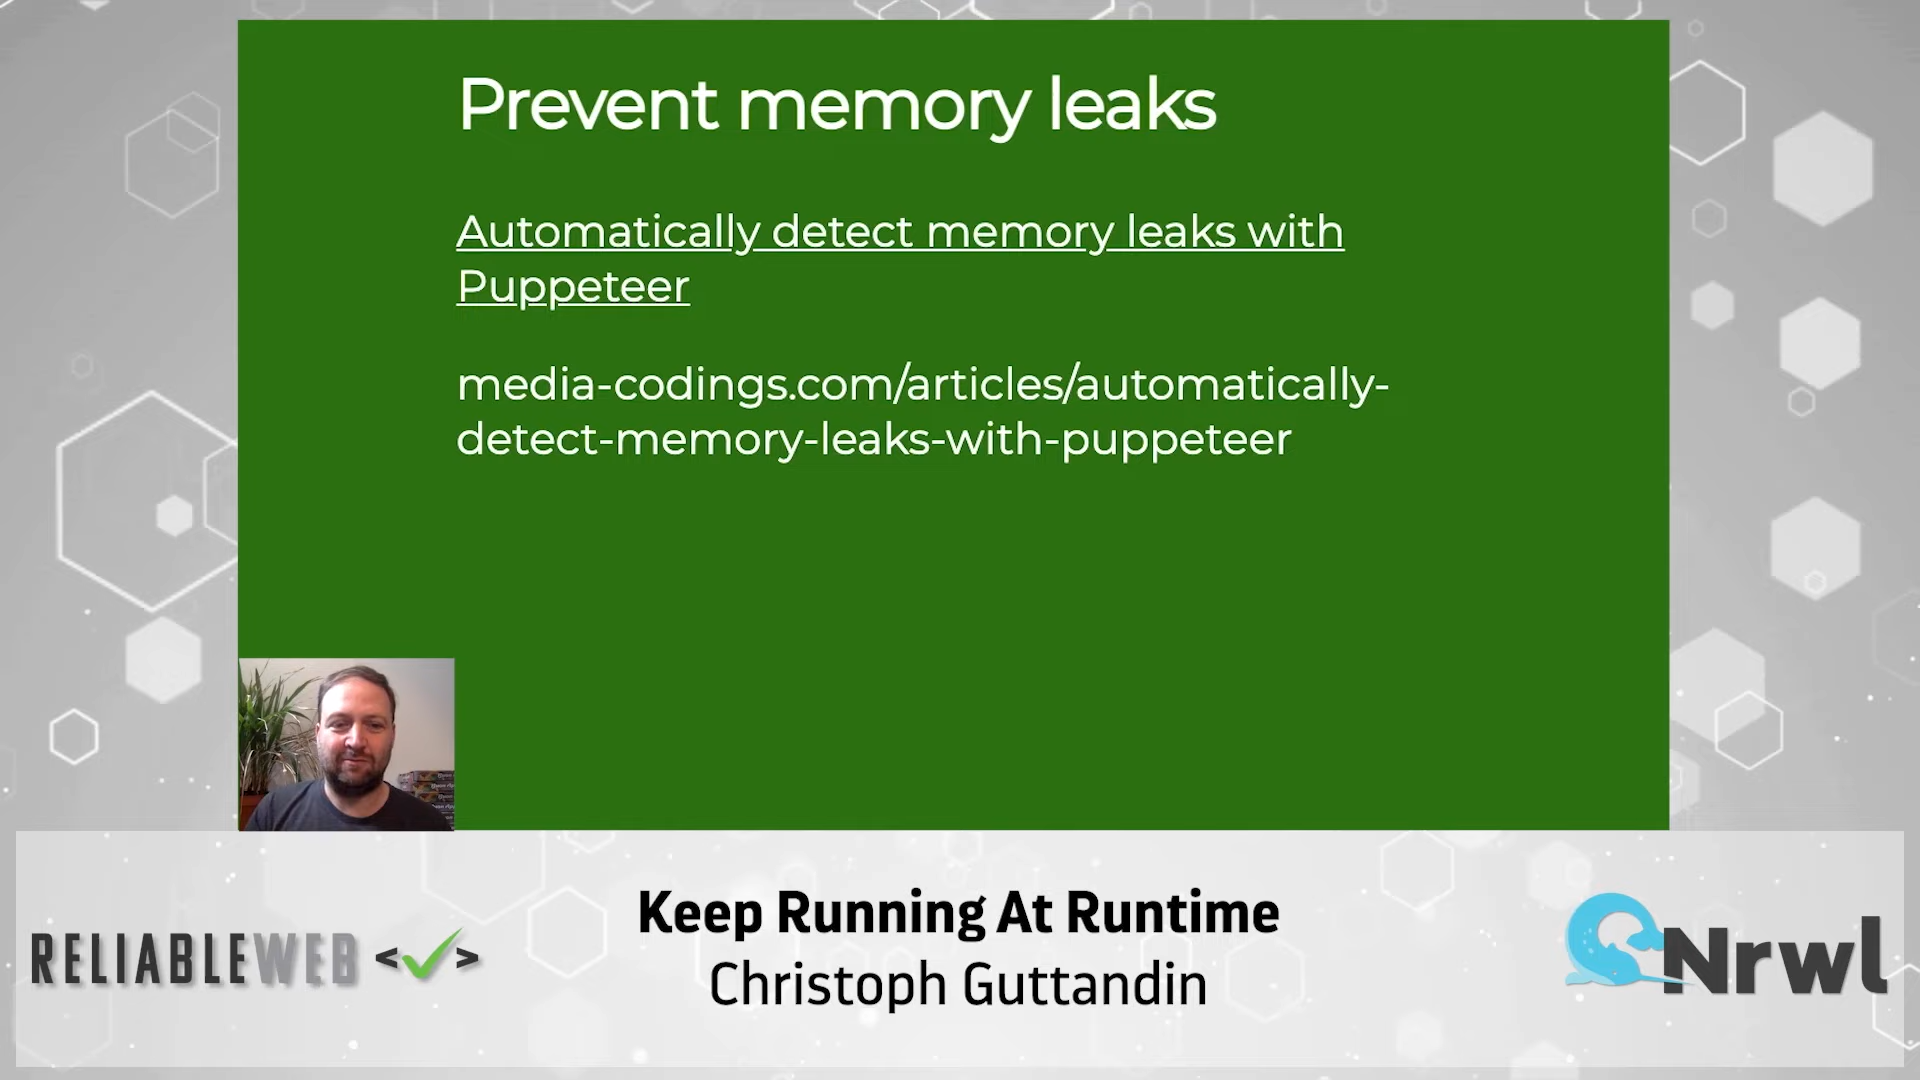 Prevent memory leaks
Automatically detect memory leaks with
Puppeteer
media-codings.com/articles/automatically-
detect-memory-leaks-with-puppeteer
RELIABLEWEB <✓>
Keep Running At Runtime
Christoph Guttandin
Nrwl